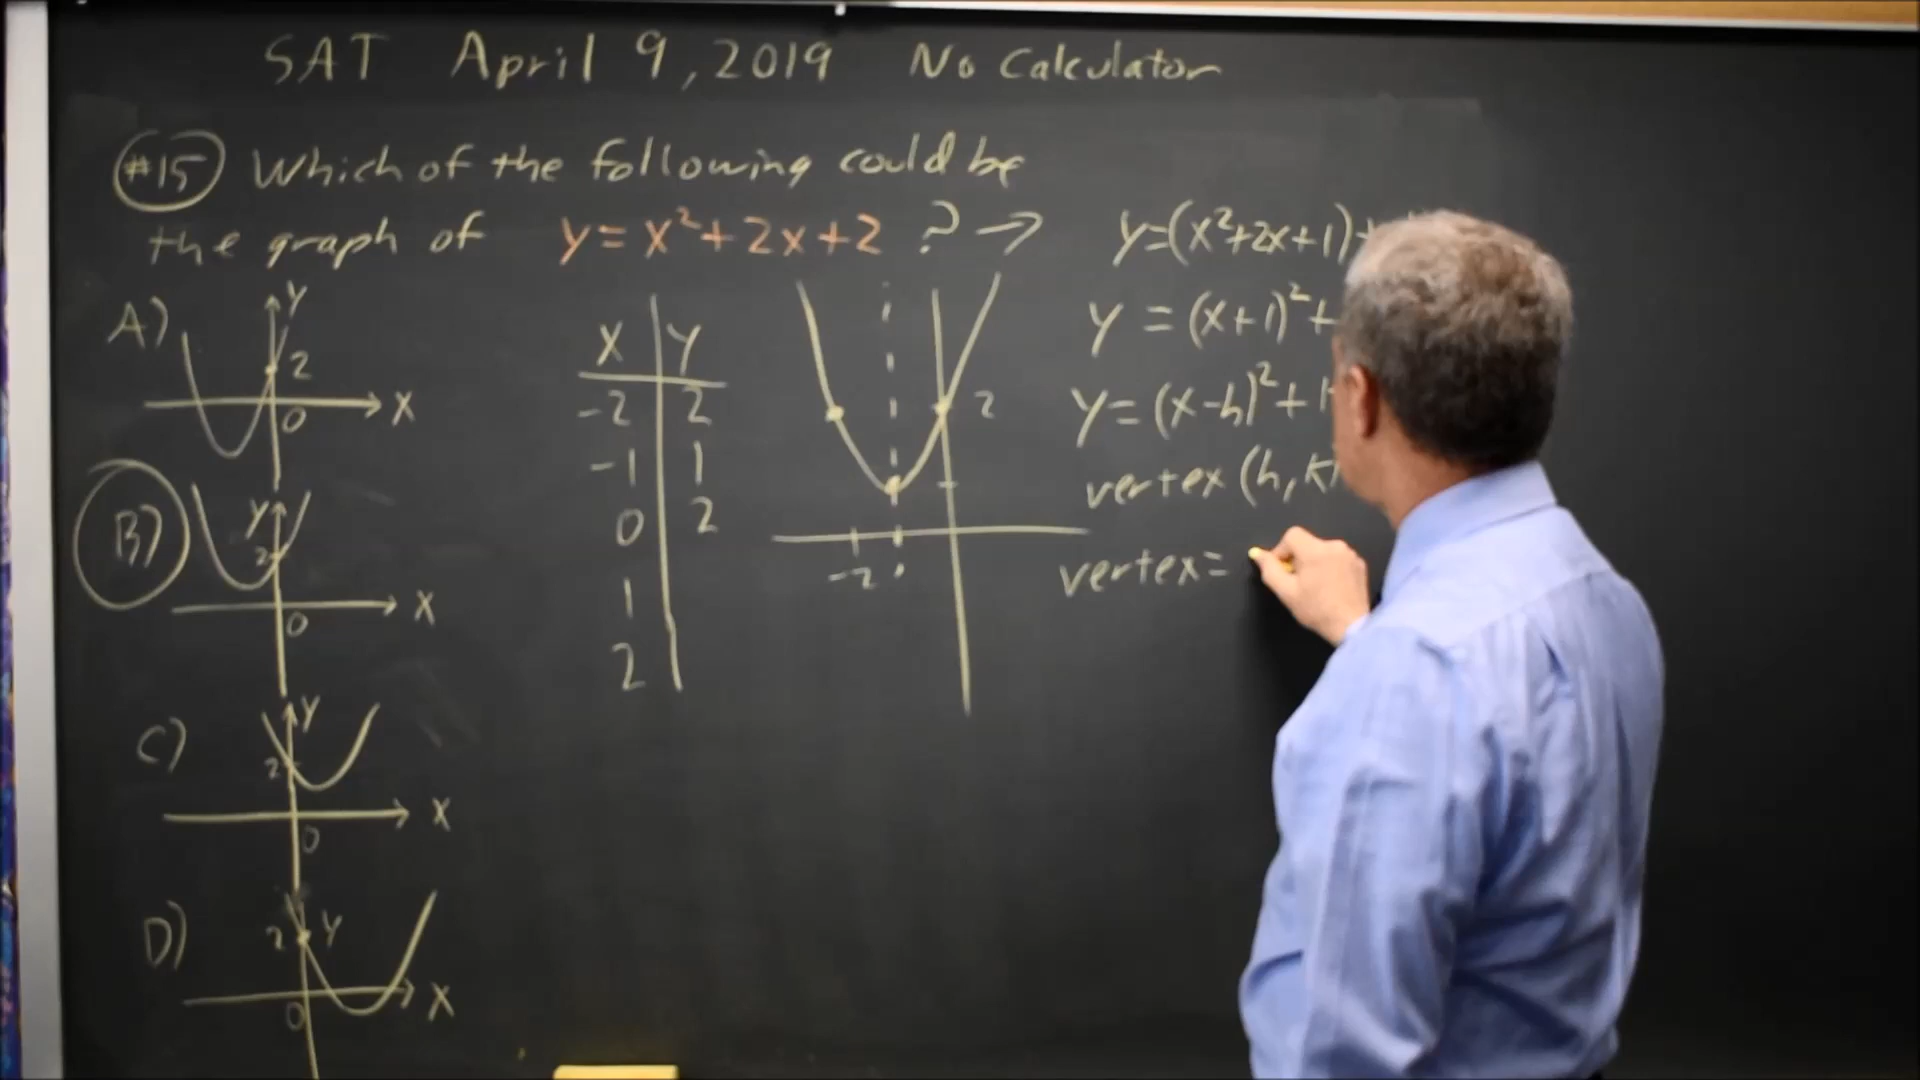 SAT April 9, 2019 No Calculator
#15 Which of the following could be
the graph of y=x²+2x+2 ? →
y=(x²+2x+1)+
y = (x+1)²+
y=(x-h)²+
vertex (h,k)
vertex=
A) y 2 0 x
B) y 2 0 x
C) y 2 0 x
D) 2 y 0 x
x y
-2 2
-1 1
0 2
1
2
2
-2